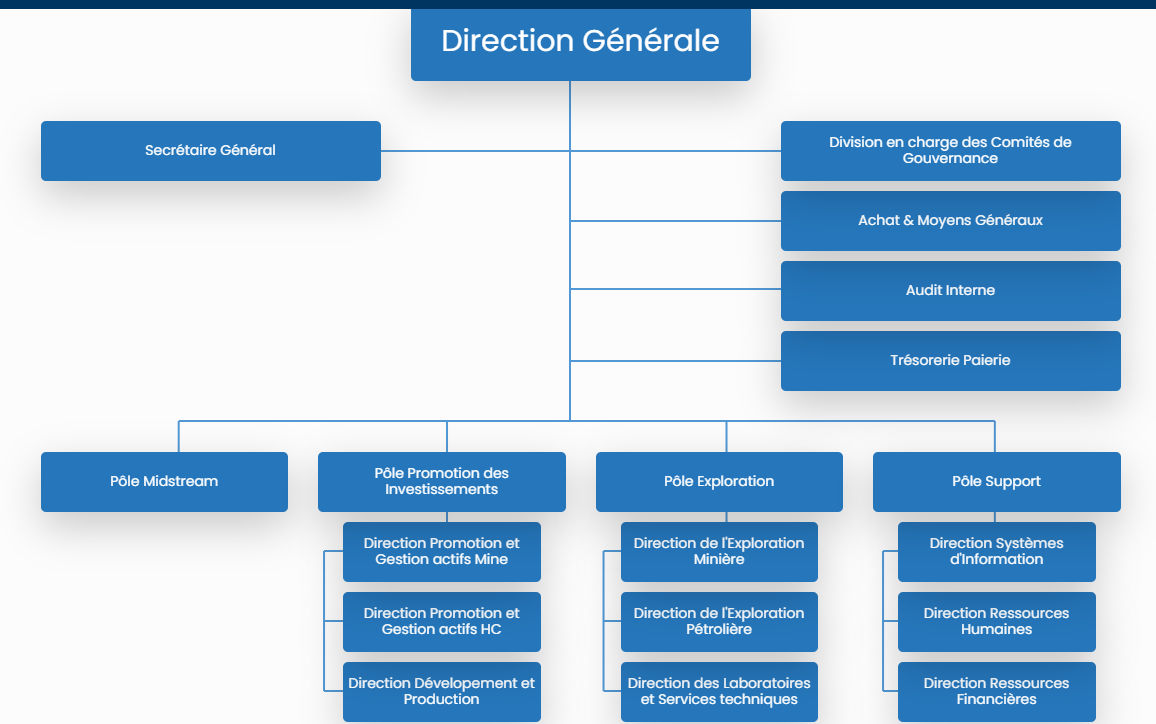 Direction Générale
Secrétaire Général
Division en charge des Comités de
Gouvernance
Achat & Moyens Généraux
Audit Interne
Trésorerie Paierie
Pôle Midstream
Pôle Promotion des
Investissements
Pôle Exploration
Pôle Support
Direction Promotion et
Gestion actifs Mine
Direction Promotion et
Gestion actifs HC
Direction Dévelopement et
Production
Direction de l'Exploration
Minière
Direction de l'Exploration
Pétrolière
Direction des Laboratoires
et Services techniques
Direction Systèmes
d'Information
Direction Ressources
Humaines
Direction Ressources
Financières